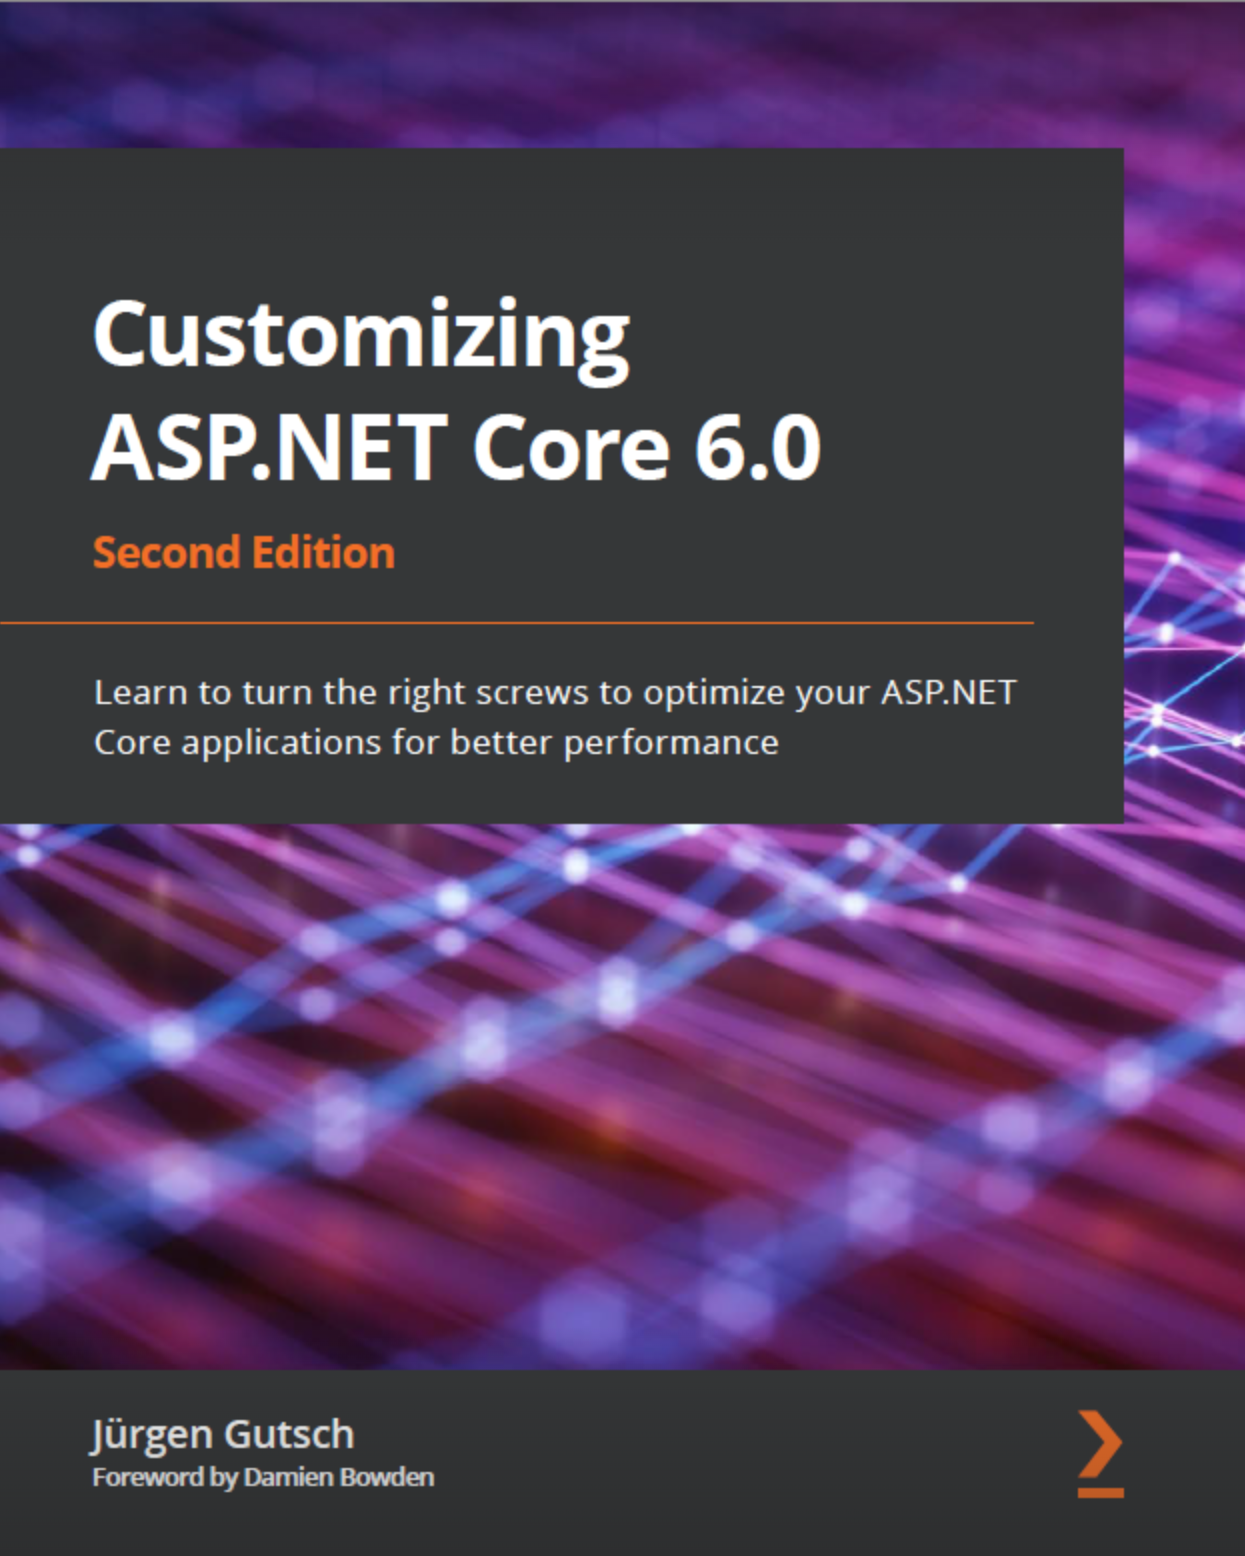 Customizing
ASP.NET Core 6.0
Second Edition
Learn to turn the right screws to optimize your ASP.NET
Core applications for better performance
Jürgen Gutsch
Foreword by Damien Bowden